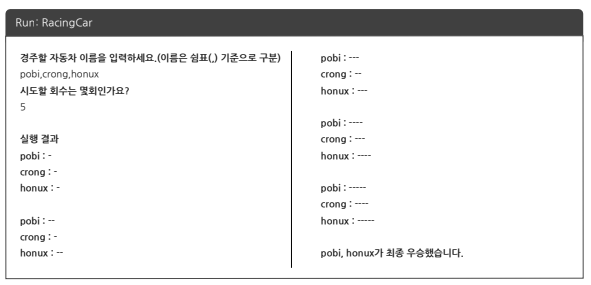 Run: RacingCar
경주할 자동차 이름을 입력하세요.(이름은 쉼표(,) 기준으로 구분)
pobi,crong,honux
시도할 회수는 몇회인가요?
5
실행 결과
pobi : -
crong : -
honux : -
pobi : --
crong : -
honux : --
pobi : ---
crong : --
honux : ---
pobi : ----
crong : ---
honux : ----
pobi : -----
crong : ----
honux : -----
pobi, honux가 최종 우승했습니다.